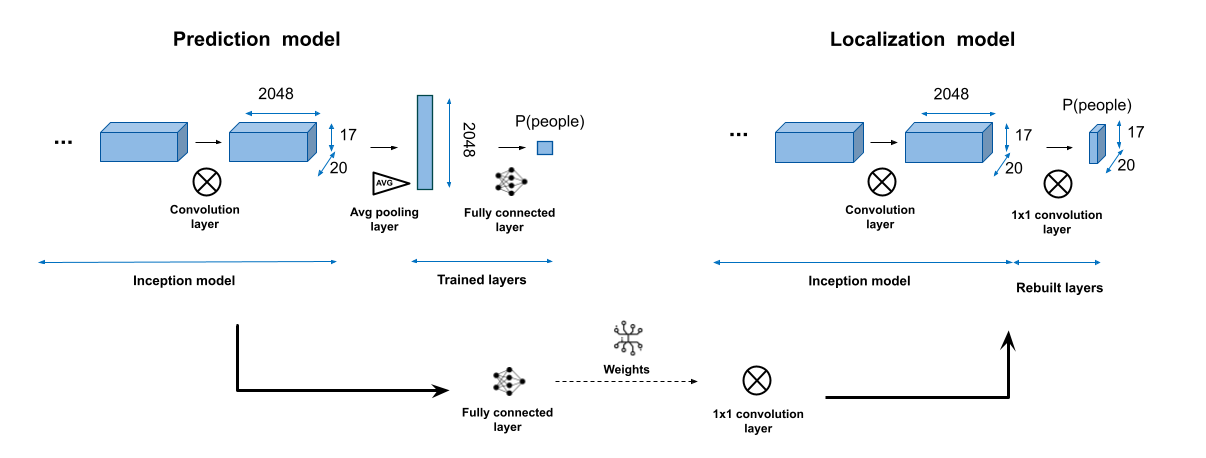 Prediction model
Localization model
...
2048
17
20
2048
P(people)
AVG
Convolution
layer
Avg pooling
layer
Fully connected
layer
Inception model
Trained layers
...
2048
17
20
P(people)
17
20
Convolution
layer
1x1 convolution
layer
Inception model
Rebuilt layers
Weights
Fully connected
layer
1x1 convolution
layer